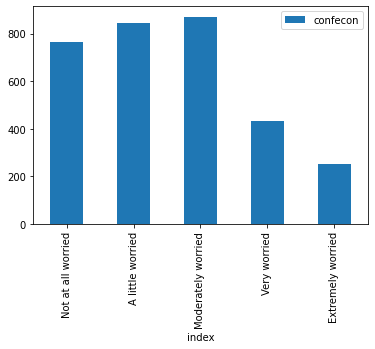 confecon
800
600
400
200
0
Not at all worried
A little worried
Moderately worried
Very worried
Extremely worried
index